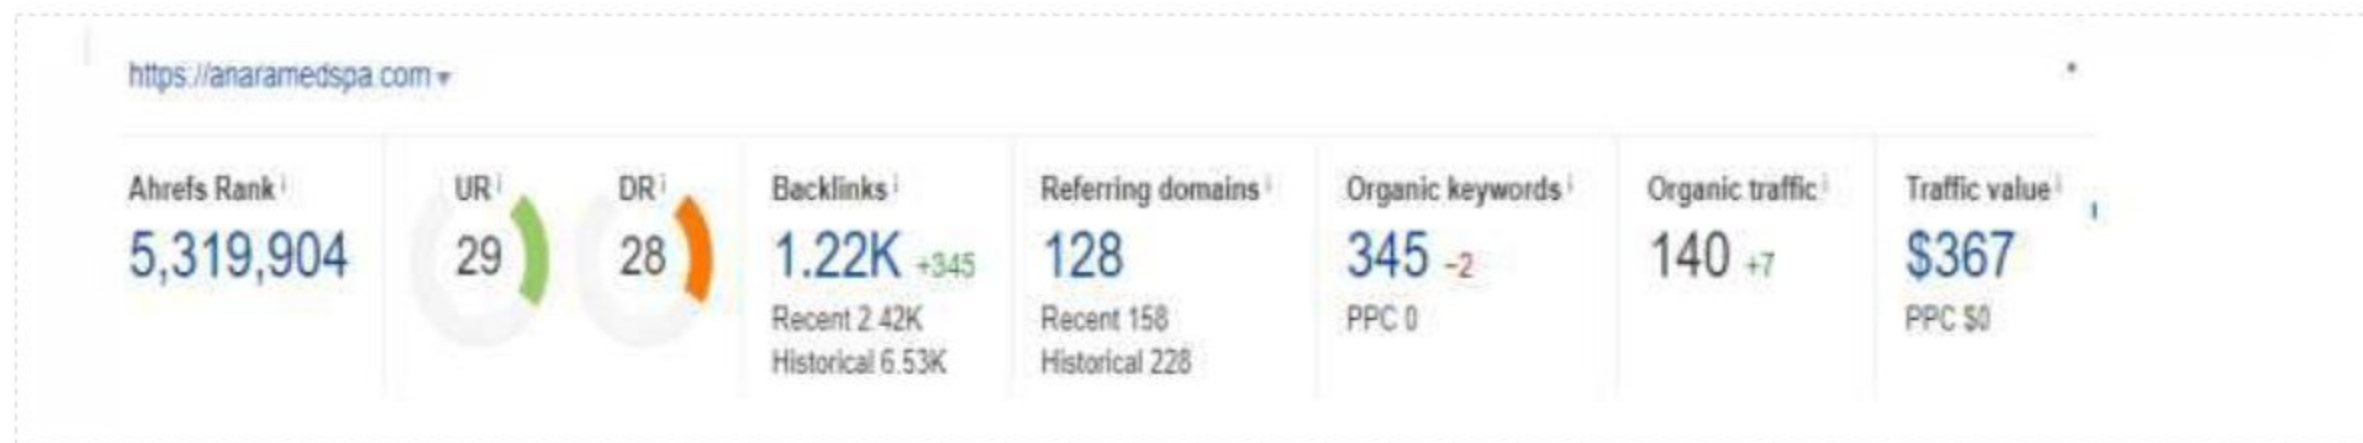 https://anaramedspa.com
Ahrefs Rank
5,319,904
UR
29
DR
28
Backlinks
1.22K +345
Recent 2.42K
Historical 6.53K
Referring domains
128
Recent 158
Historical 228
Organic keywords
345 -2
PPC 0
Organic traffic
140 +7
Traffic value
$367
PPC $0